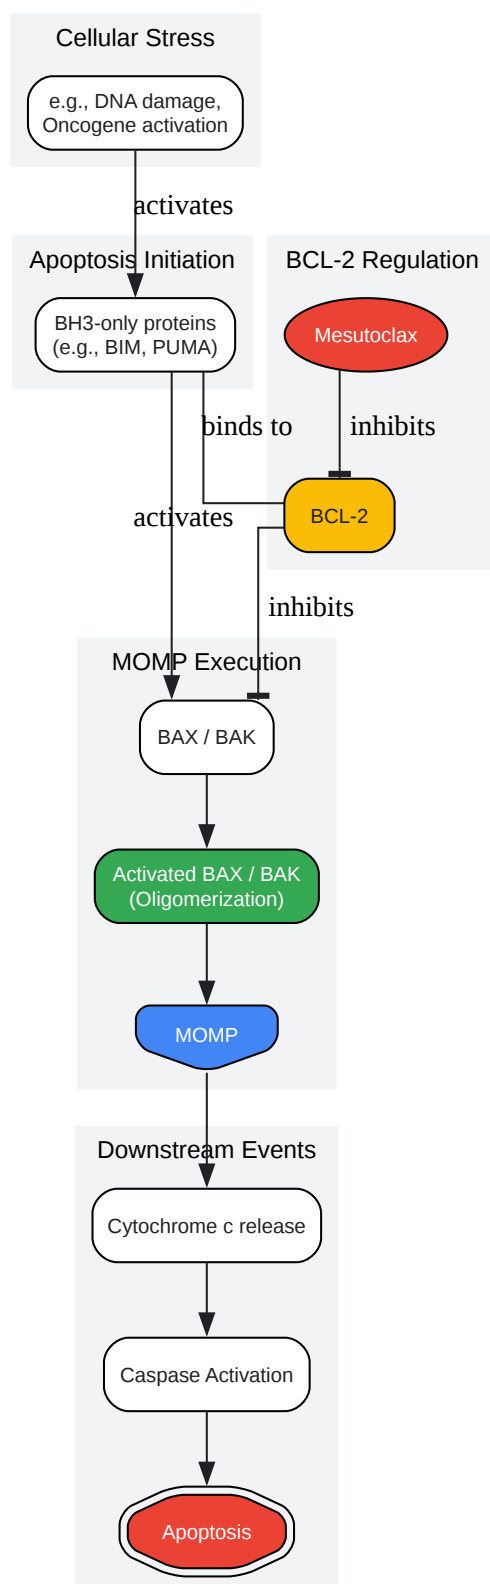 Cellular Stress
e.g., DNA damage,
Oncogene activation
activates
Apoptosis Initiation
BCL-2 Regulation
BH3-only proteins
(e.g., BIM, PUMA)
Mesutoclax
binds to
inhibits
activates
BCL-2
inhibits
MOMP Execution
BAX / BAK
Activated BAX / BAK
(Oligomerization)
MOMP
Downstream Events
Cytochrome c release
Caspase Activation
Apoptosis